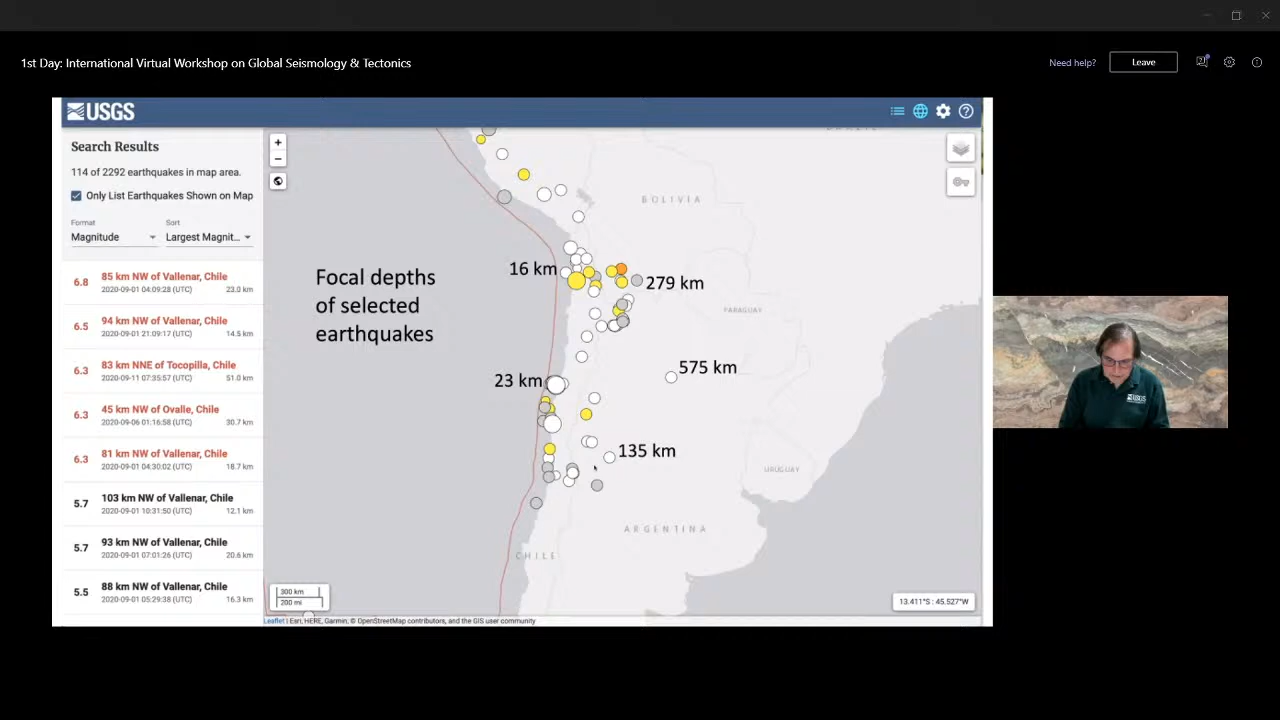 1st Day: International Virtual Workshop on Global Seismology & Tectonics
Need help?
Leave
USGS
Search Results
114 of 2292 earthquakes in map area.
Only List Earthquakes Shown on Map
Format
Sort
Magnitude
Largest Magnit...
6.8
85 km NW of Vallenar, Chile
2020-09-01 04:09:28 (UTC)
23.0 km
6.5
94 km NW of Vallenar, Chile
2020-09-01 21:09:17 (UTC)
14.5 km
6.3
83 km NNE of Tocopilla, Chile
2020-09-11 07:35:57 (UTC)
51.0 km
6.3
45 km NW of Ovalle, Chile
2020-09-06 01:16:58 (UTC)
30.7 km
6.3
81 km NW of Vallenar, Chile
2020-09-01 04:30:02 (UTC)
18.7 km
5.7
103 km NW of Vallenar, Chile
2020-09-01 10:31:50 (UTC)
12.1 km
5.7
93 km NW of Vallenar, Chile
2020-09-01 07:01:26 (UTC)
20.6 km
5.5
88 km NW of Vallenar, Chile
2020-09-01 05:29:38 (UTC)
16.3 km
+
−
BOLIVIA
Focal depths
of selected
earthquakes
16 km
279 km
PARAGUAY
575 km
23 km
135 km
URUGUAY
ARGENTINA
CHILE
300 km
200 mi
13.411°S : 45.527°W
Leaflet | Esri, HERE, Garmin, © OpenStreetMap contributors, and the GIS user community
USGS